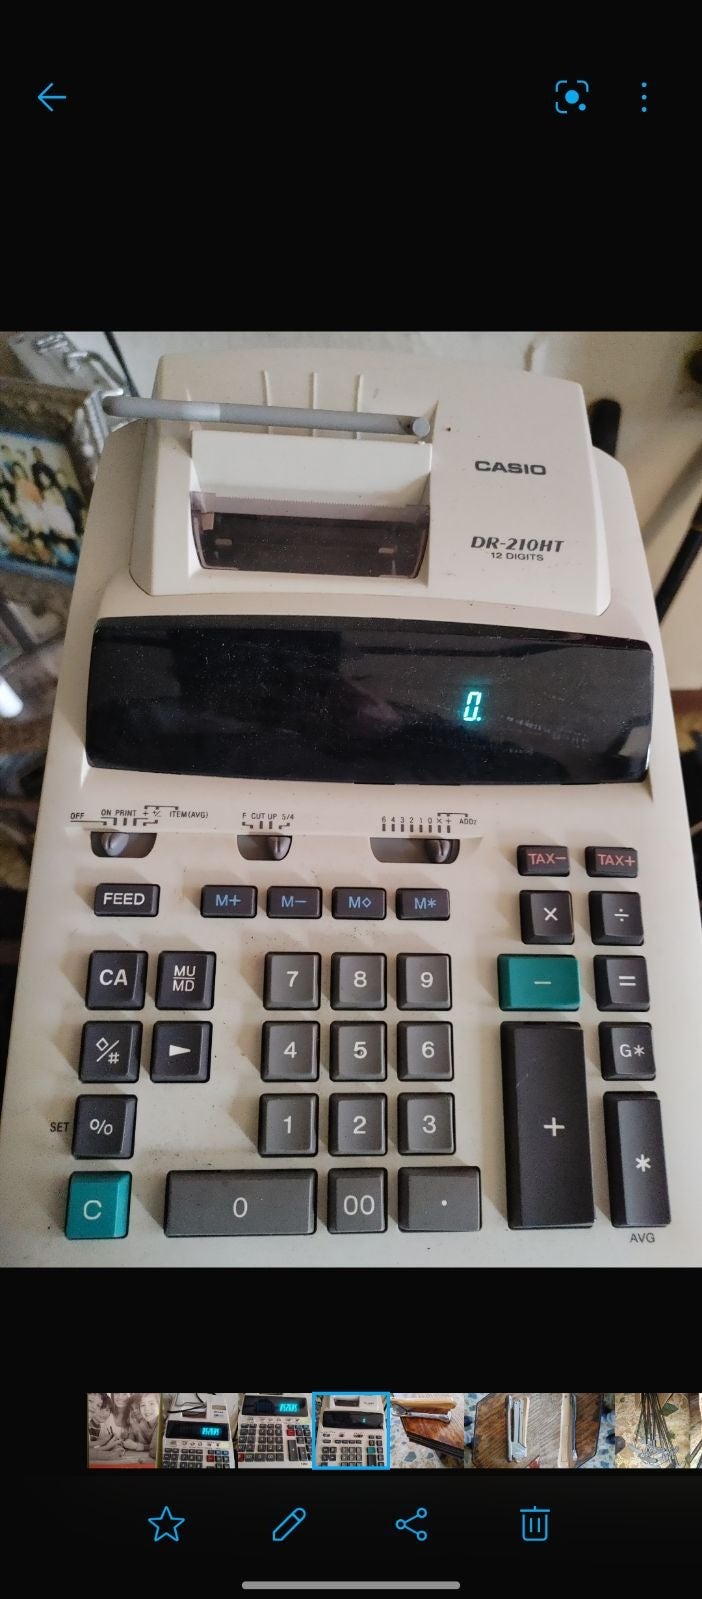 CASIO
DR-210HT
12 DIGITS
0.
OFF ON PRINT + +/- ITEM(AVG)
F CUT UP 5/4
6 4 3 2 1 0 × + ADD2
TAX− TAX+
FEED M+ M− M◇ M* × ÷
CA MU/MD 7 8 9 − =
◇/# ► 4 5 6 G*
SET % 1 2 3 + *
C 0 00 .
AVG